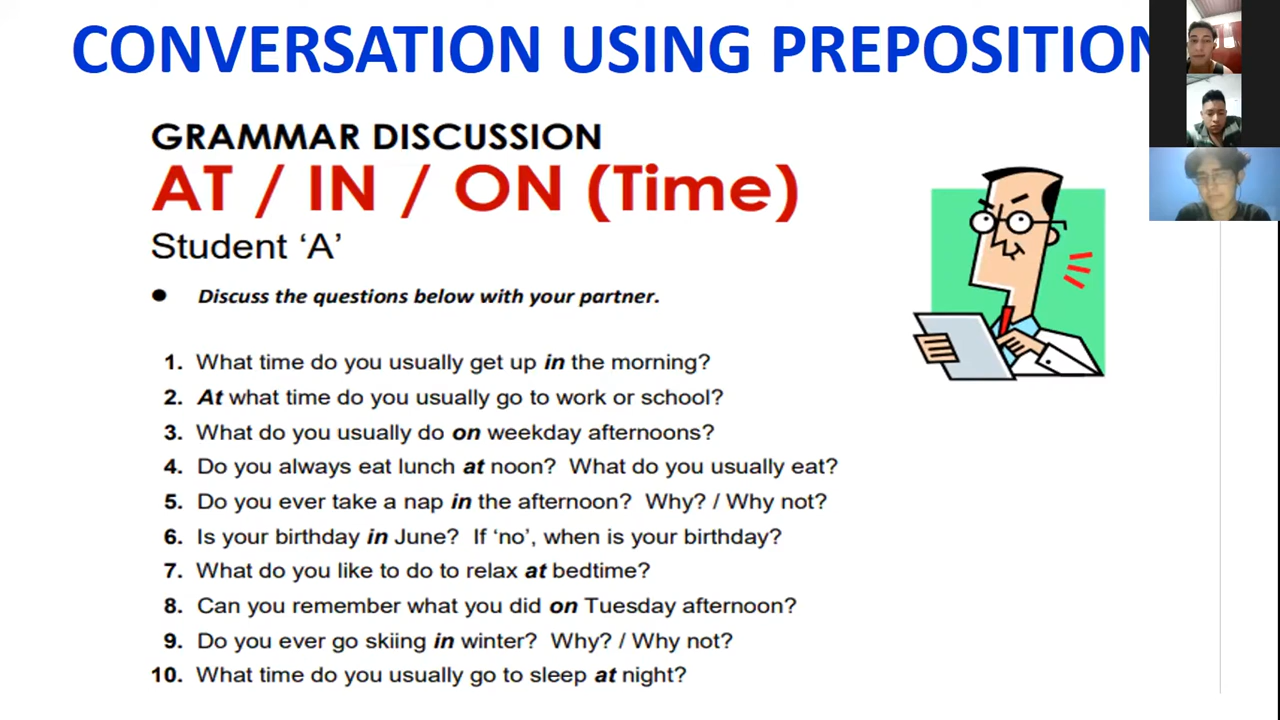 CONVERSATION USING PREPOSITION
GRAMMAR DISCUSSION
AT / IN / ON (Time)
Student ‘A’
● Discuss the questions below with your partner.
1. What time do you usually get up in the morning?
2. At what time do you usually go to work or school?
3. What do you usually do on weekday afternoons?
4. Do you always eat lunch at noon? What do you usually eat?
5. Do you ever take a nap in the afternoon? Why? / Why not?
6. Is your birthday in June? If ‘no’, when is your birthday?
7. What do you like to do to relax at bedtime?
8. Can you remember what you did on Tuesday afternoon?
9. Do you ever go skiing in winter? Why? / Why not?
10. What time do you usually go to sleep at night?